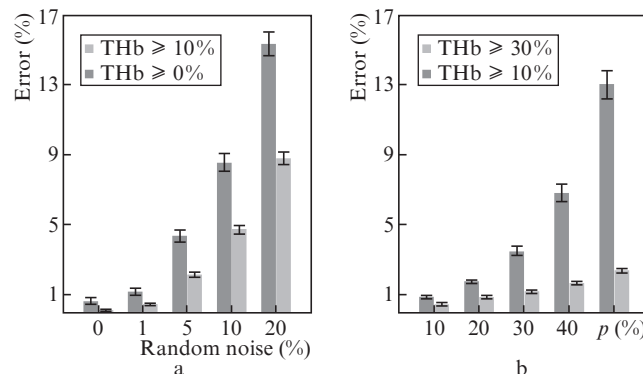 17
13
9
5
1
Error (%)
THb ⩾ 10%
THb ⩾ 0%
0 1 5 10 20
Random noise (%)
a
17
13
9
5
1
Error (%)
THb ⩾ 30%
THb ⩾ 10%
10 20 30 40 p (%)
b